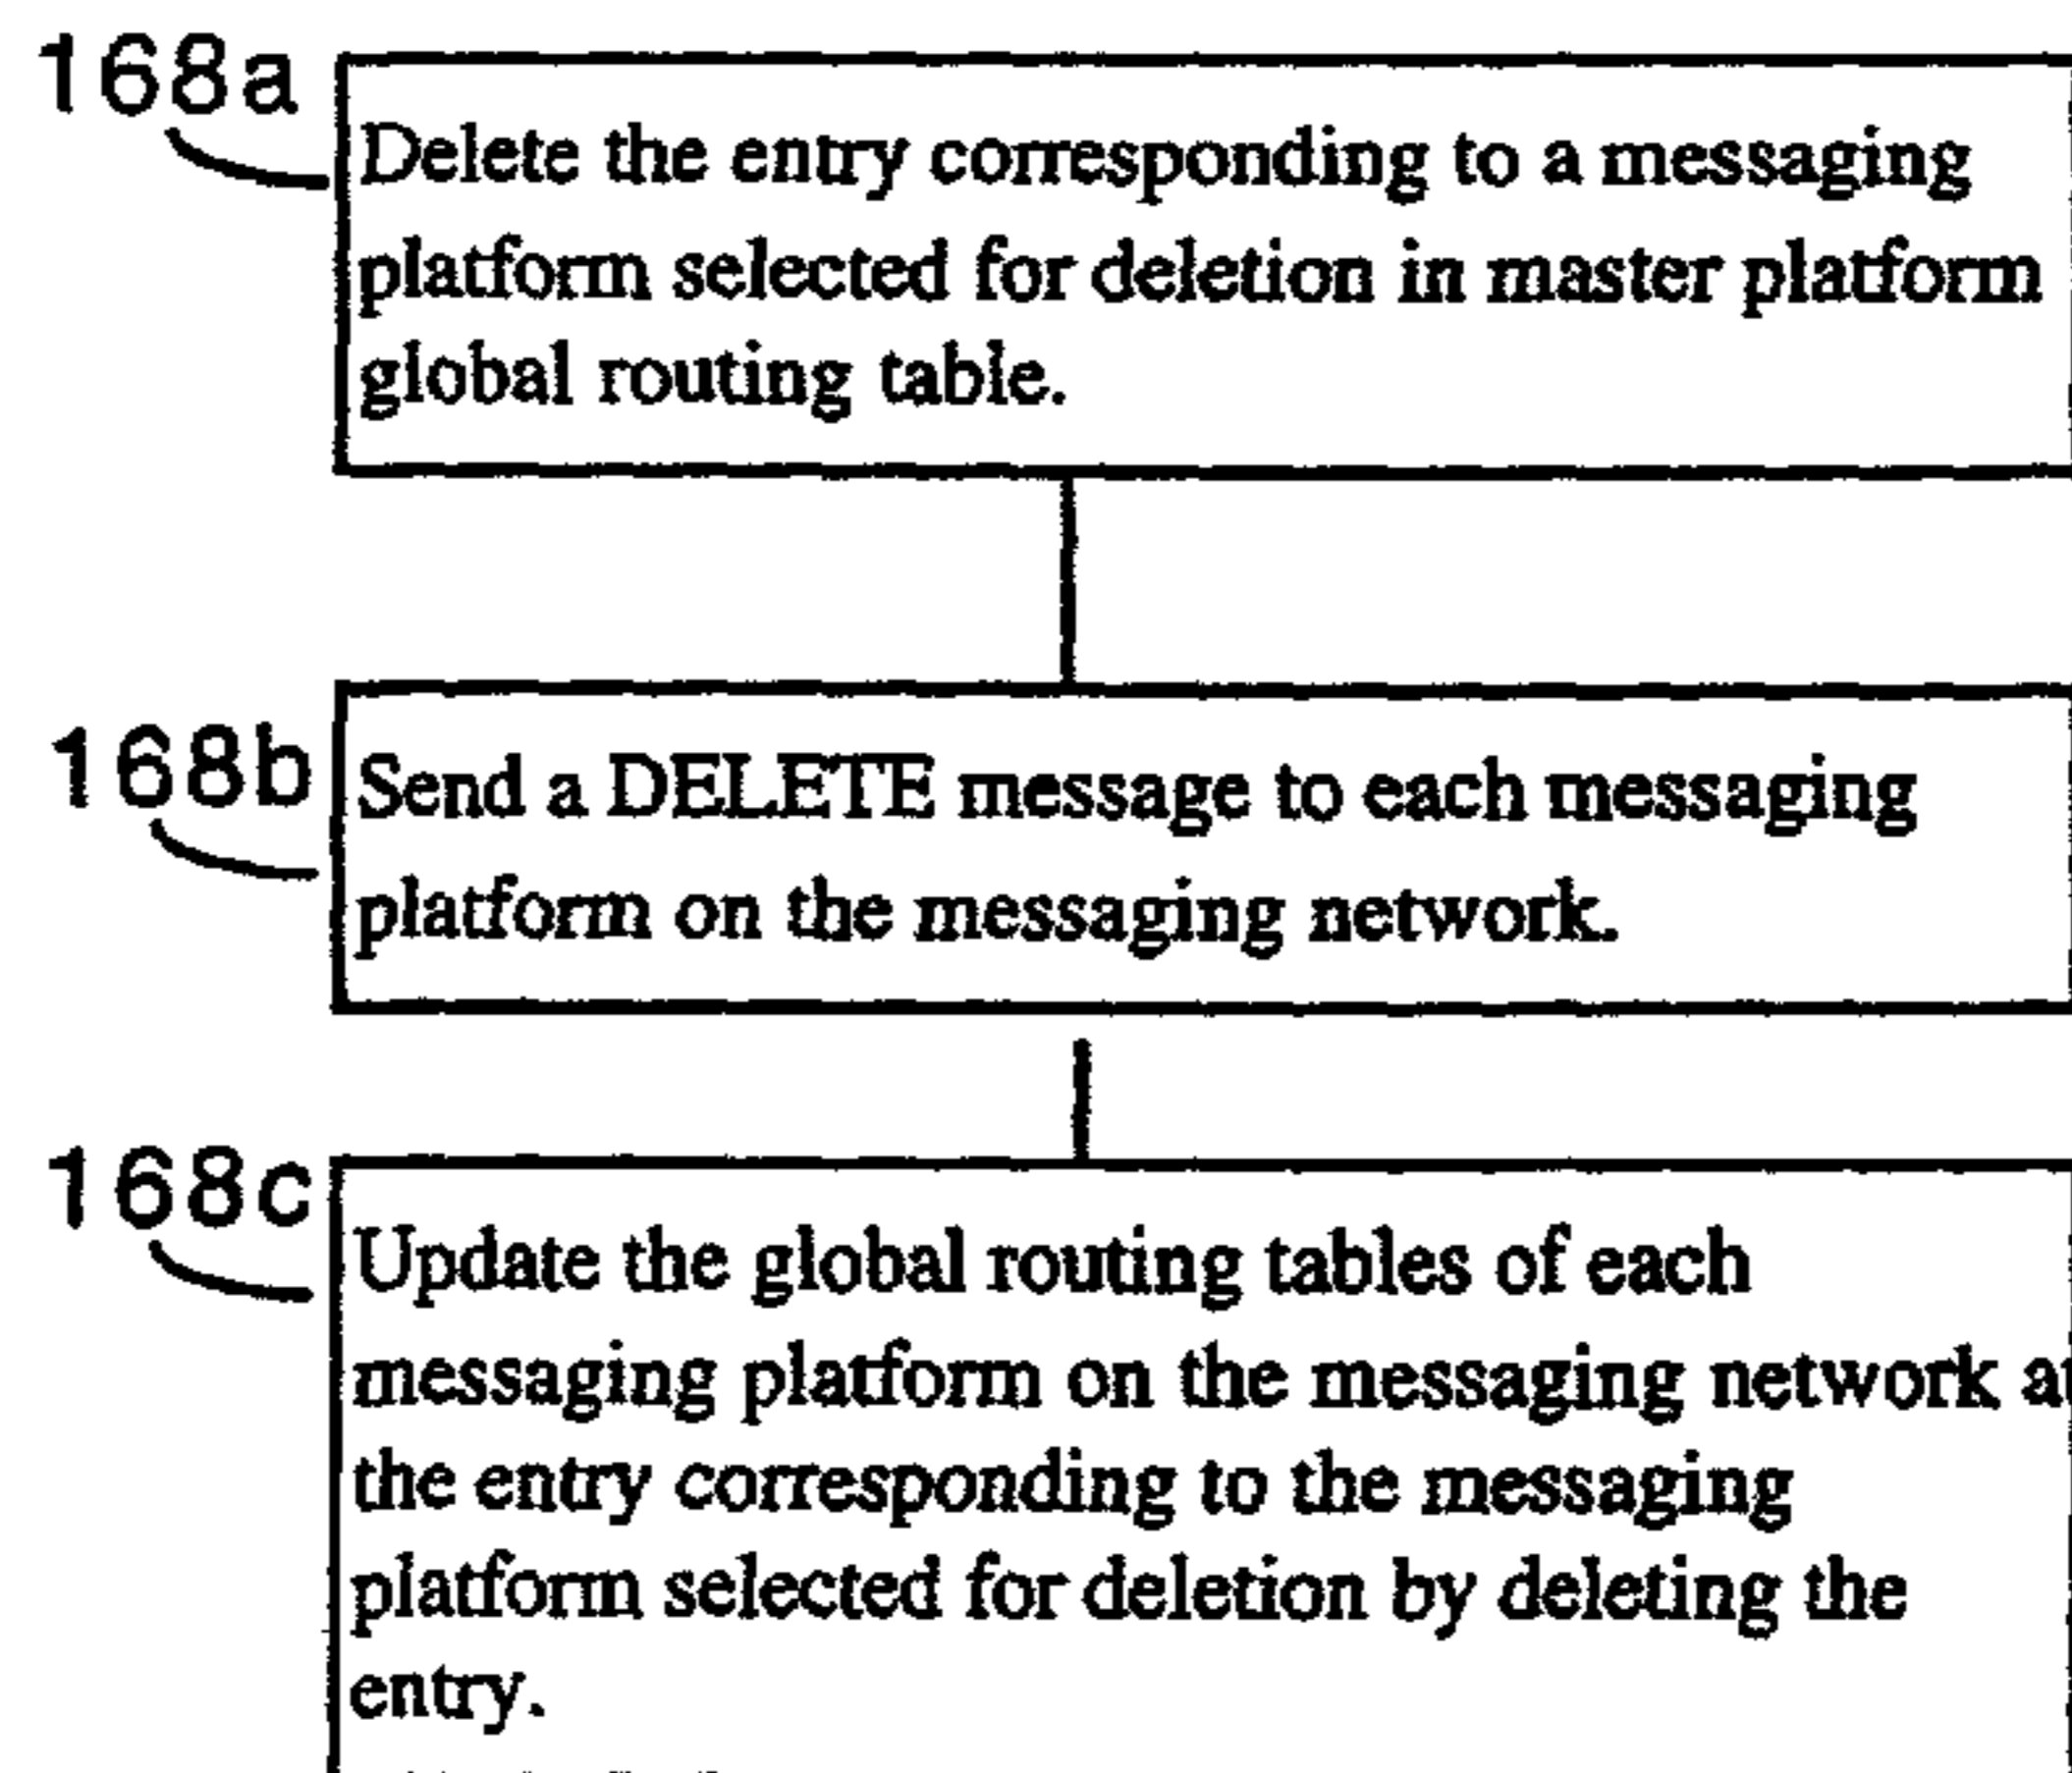 168a
Delete the entry corresponding to a messaging
platform selected for deletion in master platform
global routing table.
168b
Send a DELETE message to each messaging
platform on the messaging network.
168c
Update the global routing tables of each
messaging platform on the messaging network at
the entry corresponding to the messaging
platform selected for deletion by deleting the
entry.